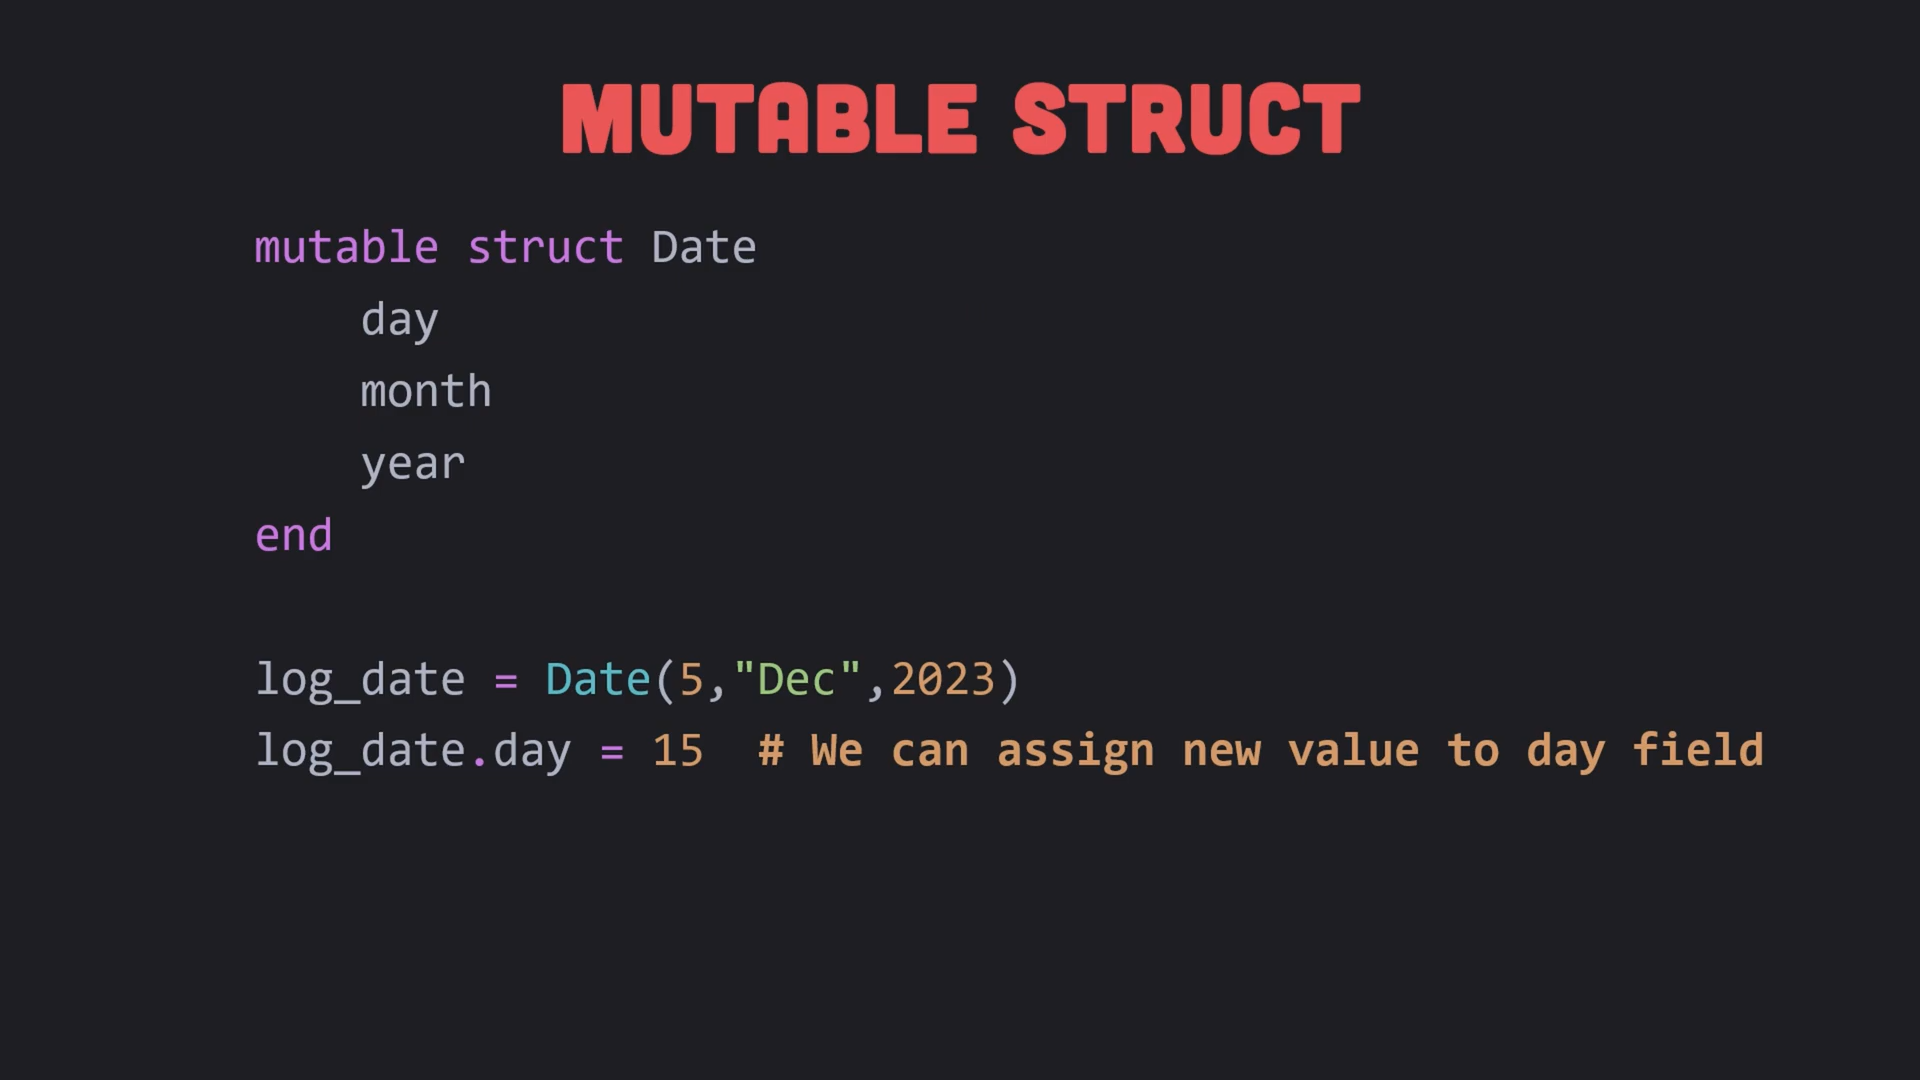 MUTABLE STRUCT
mutable struct Date
    day
    month
    year
end
log_date = Date(5,"Dec",2023)
log_date.day = 15  # We can assign new value to day field